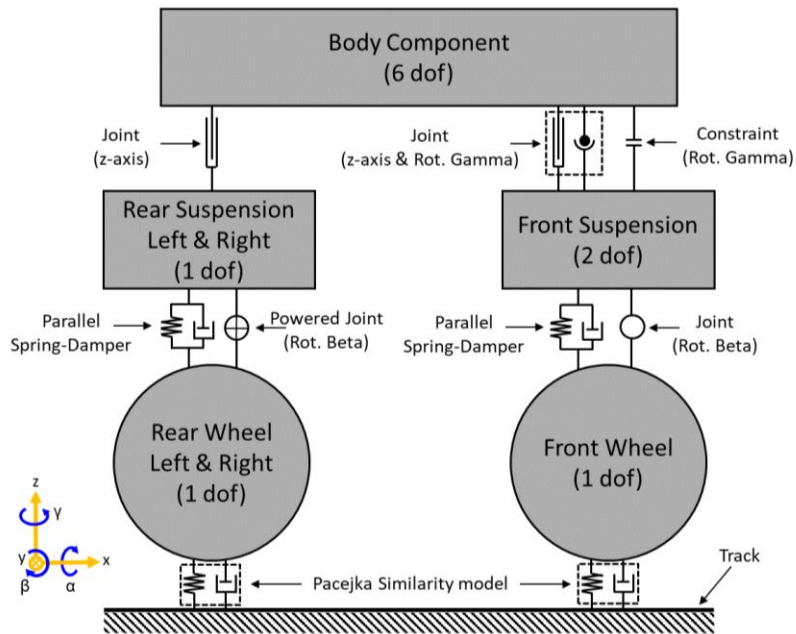 Body Component
(6 dof)
Joint
(z-axis)
Joint
(z-axis & Rot. Gamma)
Constraint
(Rot. Gamma)
Rear Suspension
Left & Right
(1 dof)
Front Suspension
(2 dof)
Parallel
Spring-Damper
Powered Joint
(Rot. Beta)
Parallel
Spring-Damper
Joint
(Rot. Beta)
Rear Wheel
Left & Right
(1 dof)
Front Wheel
(1 dof)
z
γ
y
x
β
α
Pacejka Similarity model
Track